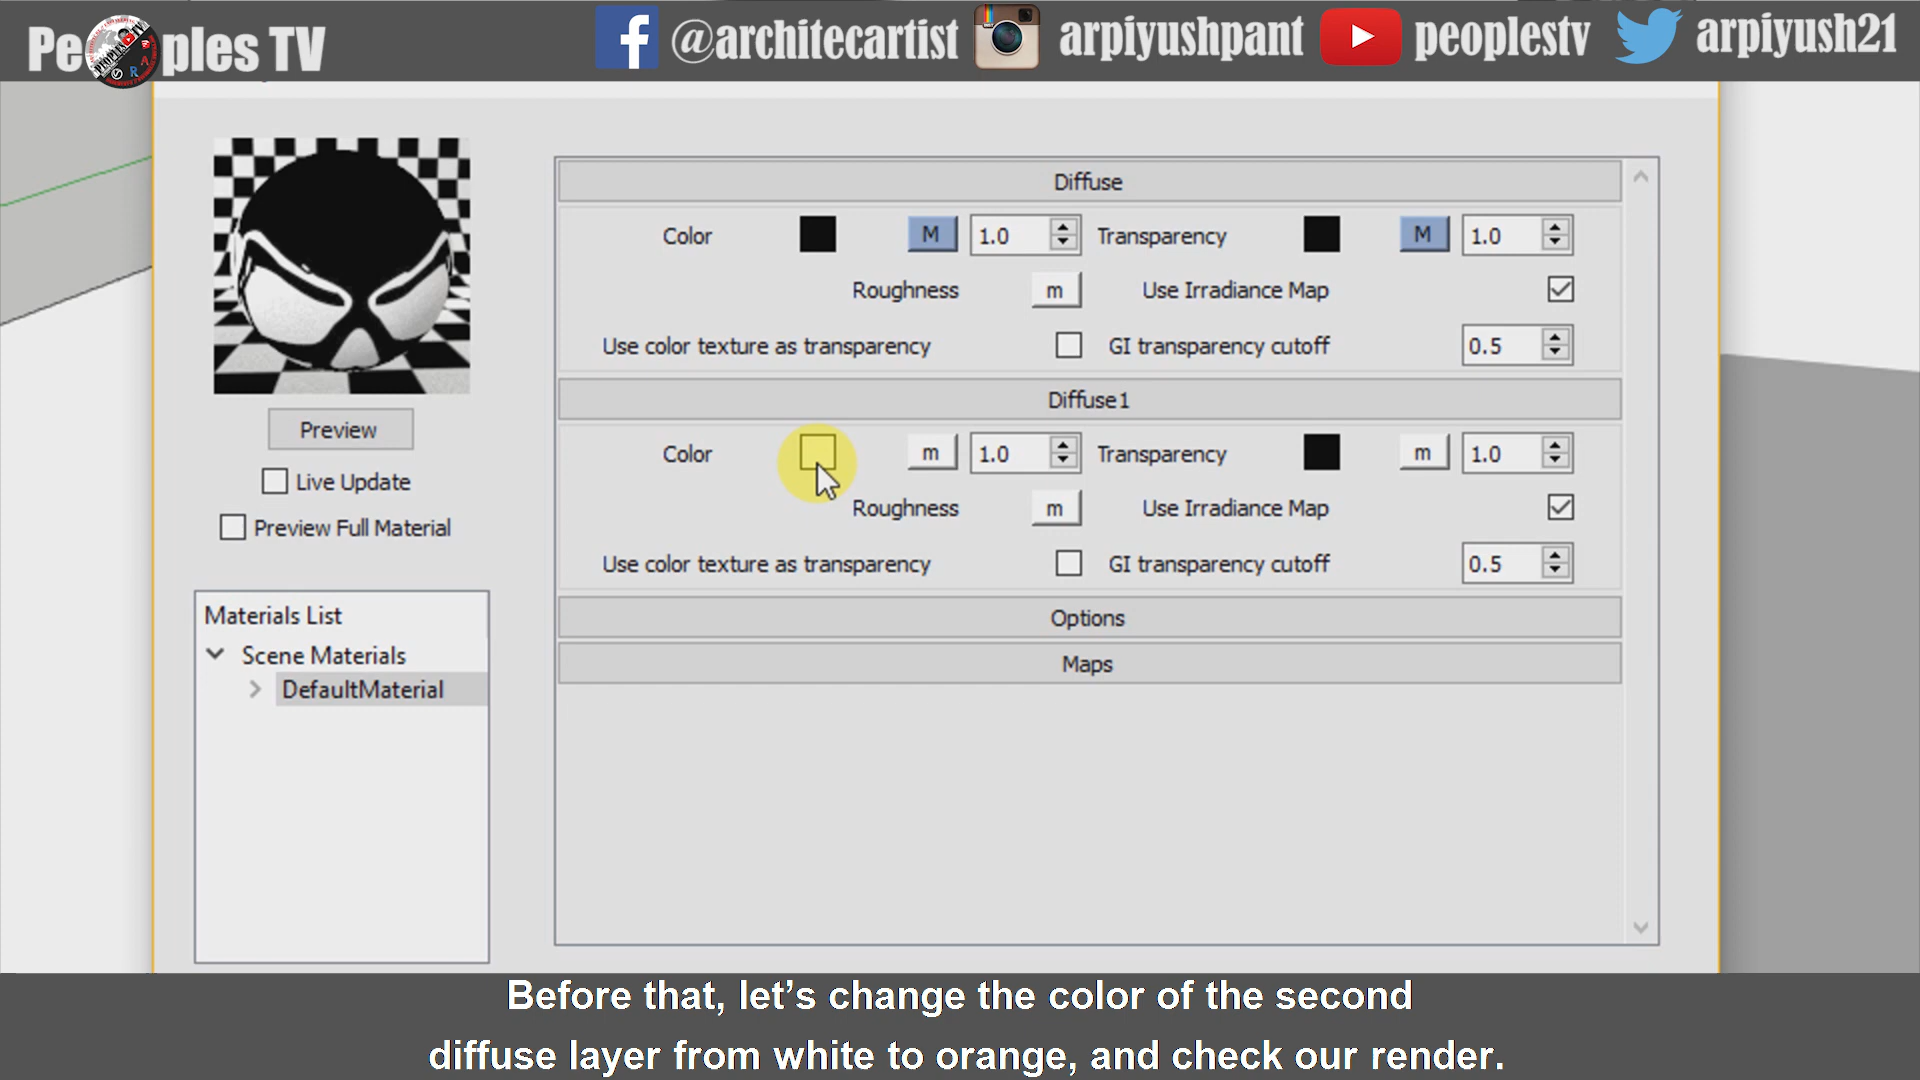 Peoples TV
@architecartist arpiyushpant peoplestv arpiyush21
Diffuse
Color M 1.0 Transparency M 1.0
Roughness m Use Irradiance Map
Use color texture as transparency GI transparency cutoff 0.5
Diffuse1
Color m 1.0 Transparency m 1.0
Roughness m Use Irradiance Map
Use color texture as transparency GI transparency cutoff 0.5
Options
Maps
Preview
Live Update
Preview Full Material
Materials List
Scene Materials
DefaultMaterial
Before that, let’s change the color of the second
diffuse layer from white to orange, and check our render.